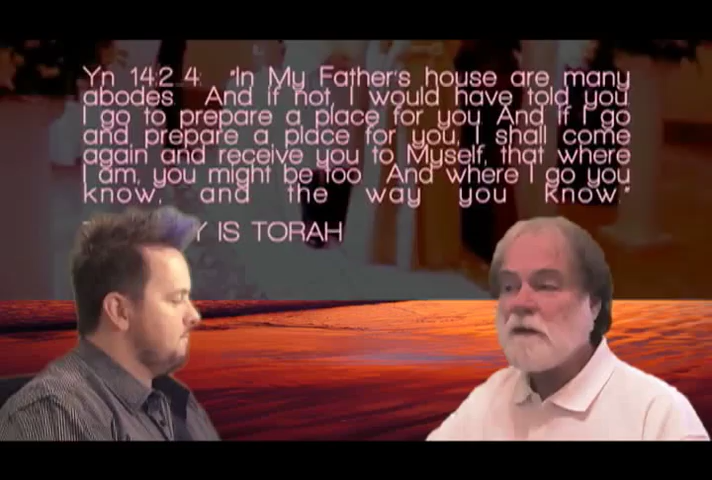 Yn 14:2 4: "In My Father's house are many
abodes And if not, I would have told you
I go to prepare a place for you And if I go
and prepare a place for you, I shall come
again and receive you to Myself, that where
I am, you might be too And where I go you
know, and the way you know."
Y IS TORAH